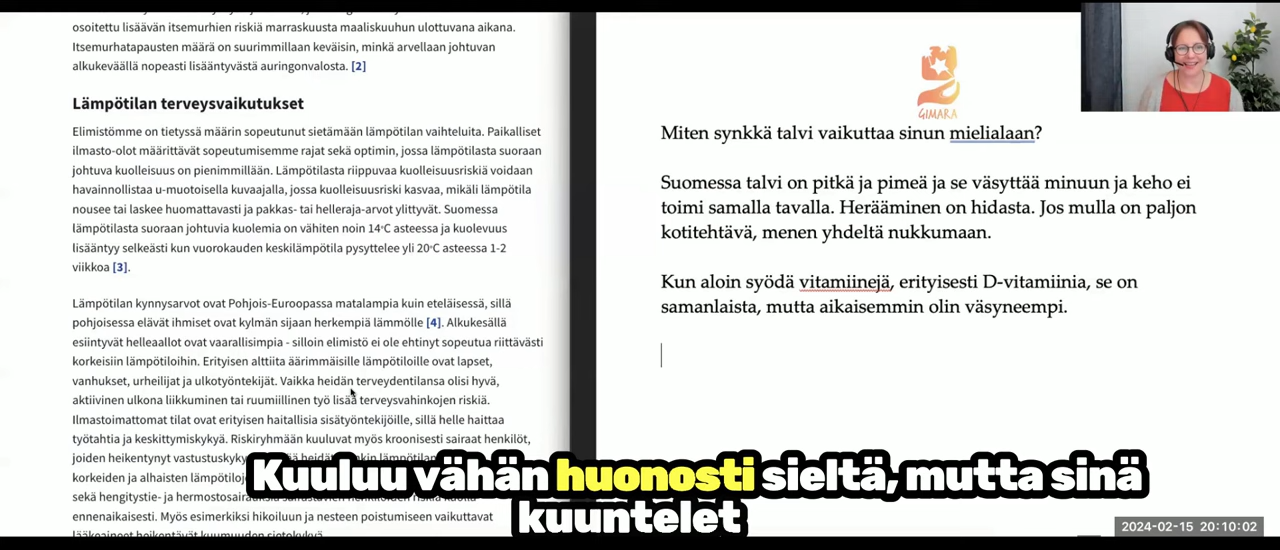 osoitettu lisäävän itsemurhien riskiä marraskuusta maaliskuuhun ulottuvana aikana.
Itsemurhatapausten määrä on suurimmillaan keväisin, minkä arvellaan johtuvan
alkukeväällä nopeasti lisääntyvästä auringonvalosta. [2]
Lämpötilan terveysvaikutukset
Elimistömme on tietyssä määrin sopeutunut sietämään lämpötilan vaihteluita. Paikalliset
ilmasto-olot määrittävät sopeutumisemme rajat sekä optimin, jossa lämpötilasta suoraan
johtuva kuolleisuus on pienimmillään. Lämpötilasta riippuvaa kuolleisuusriskiä voidaan
havainnollistaa u-muotoisella kuvaajalla, jossa kuolleisuusriski kasvaa, mikäli lämpötila
nousee tai laskee huomattavasti ja pakkas- tai helleraja-arvot ylittyvät. Suomessa
lämpötilasta suoraan johtuvia kuolemia on vähiten noin 14°C asteessa ja kuolevuus
lisääntyy selkeästi kun vuorokauden keskilämpötila pysyttelee yli 20°C asteessa 1-2
viikkoa [3].
Lämpötilan kynnysarvot ovat Pohjois-Euroopassa matalampia kuin eteläisessä, sillä
pohjoisessa elävät ihmiset ovat kylmän sijaan herkempiä lämmölle [4]. Alkukesällä
esiintyvät helleaallot ovat vaarallisimpia - silloin elimistö ei ole ehtinyt sopeutua riittävästi
korkeisiin lämpötiloihin. Erityisen alttiita äärimmäisille lämpötiloille ovat lapset,
vanhukset, urheilijat ja ulkotyöntekijät. Vaikka heidän terveydentilansa olisi hyvä,
aktiivinen ulkona liikkuminen tai ruumiillinen työ lisää terveysvahinkojen riskiä.
Ilmastoimattomat tilat ovat erityisen haitallisia sisätyöntekijöille, sillä helle haittaa
työtahtia ja keskittymiskykyä. Riskiryhmään kuuluvat myös kroonisesti sairaat henkilöt,
joiden heikentynyt
korkeiden ja alhaisten
sekä hengitystie- ja
ennenaikaisesti. Myös esimerkiksi hikoiluun ja nesteen poistumiseen vaikuttavat
lääkeaineet heikentävät kuumuuden sietokykyä.
GIMARA
Miten synkkä talvi vaikuttaa sinun mielialaan?
Suomessa talvi on pitkä ja pimeä ja se väsyttää minuun ja keho ei
toimi samalla tavalla. Herääminen on hidasta. Jos mulla on paljon
kotitehtävä, menen yhdeltä nukkumaan.
Kun aloin syödä vitamiinejä, erityisesti D-vitamiinia, se on
samanlaista, mutta aikaisemmin olin väsyneempi.
Kuuluu vähän huonosti sieltä, mutta sinä
kuuntelet
2024-02-15 20:10:02